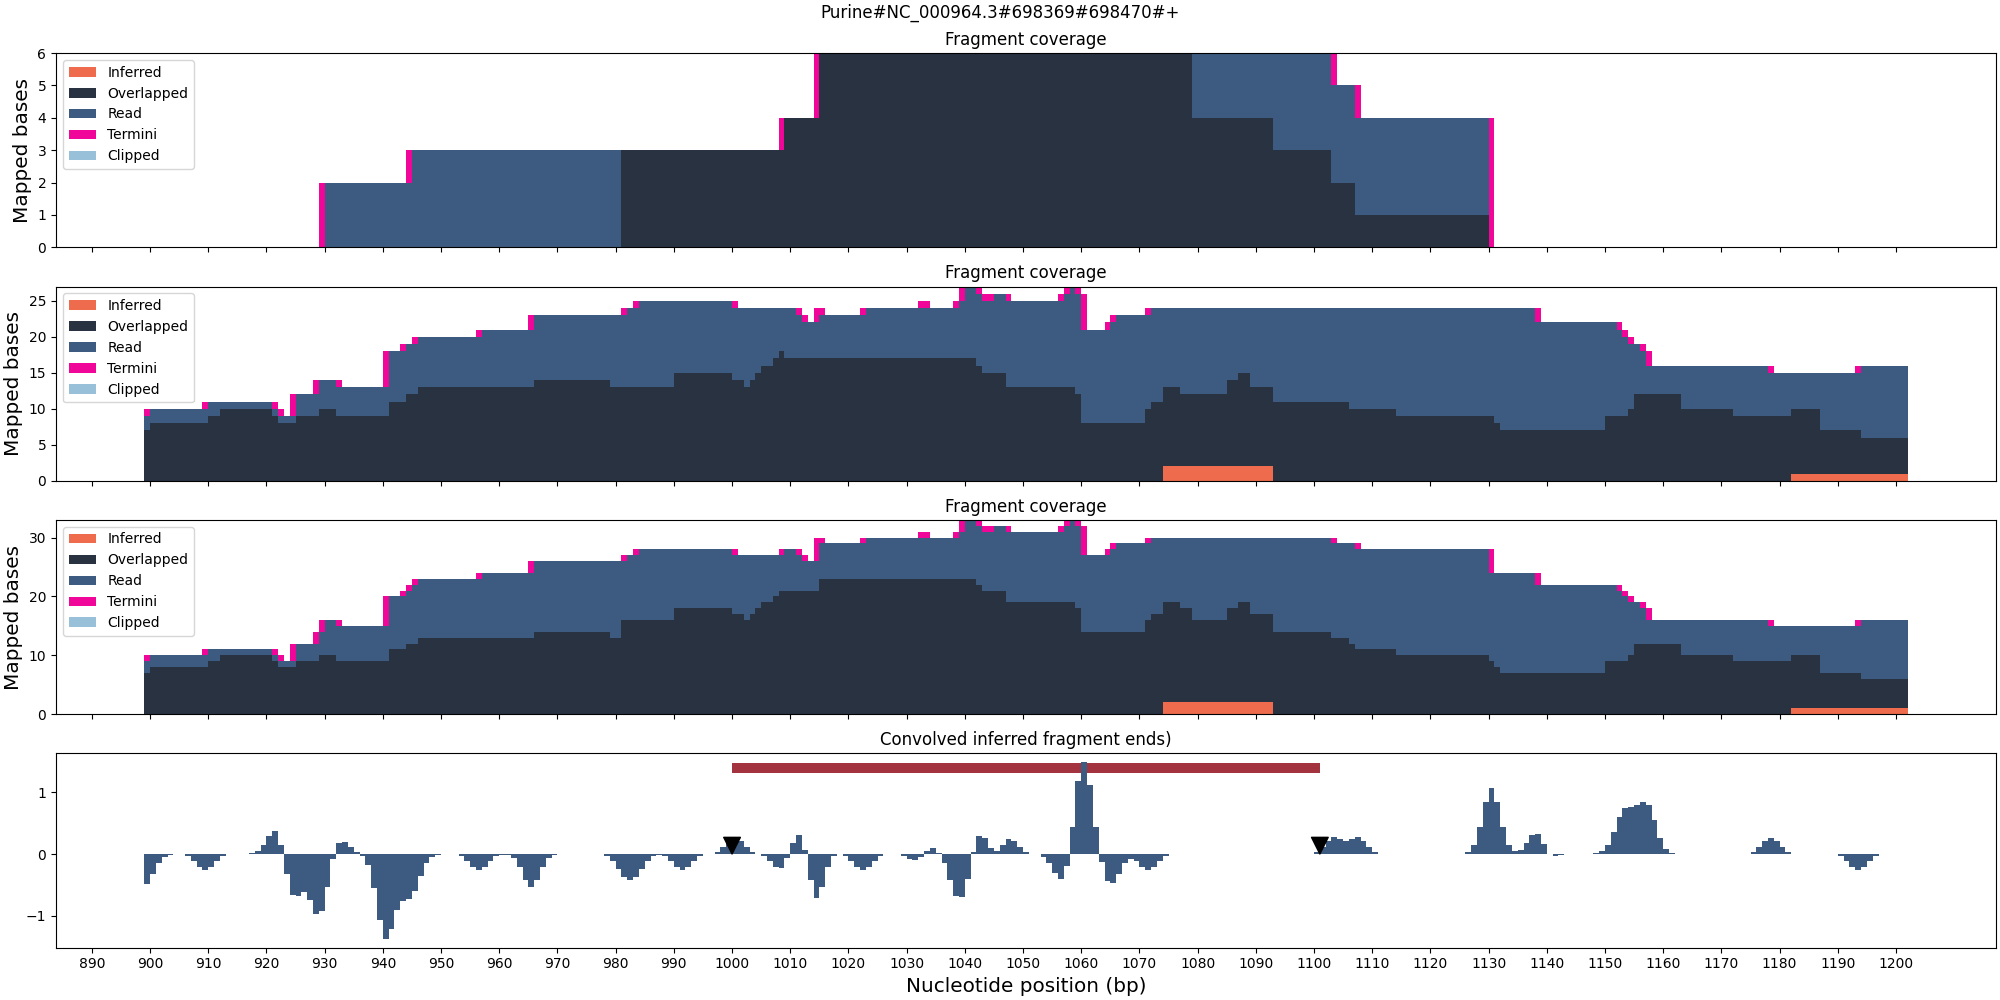 Purine#NC_000964.3#698369#698470#+
Fragment coverage
Mapped bases
6
5
4
3
2
1
0
Inferred
Overlapped
Read
Termini
Clipped
Fragment coverage
Mapped bases
25
20
15
10
5
0
Inferred
Overlapped
Read
Termini
Clipped
Fragment coverage
Mapped bases
30
20
10
0
Inferred
Overlapped
Read
Termini
Clipped
Convolved inferred fragment ends)
1
0
−1
890 900 910 920 930 940 950 960 970 980 990 1000 1010 1020 1030 1040 1050 1060 1070 1080 1090 1100 1110 1120 1130 1140 1150 1160 1170 1180 1190 1200
Nucleotide position (bp)